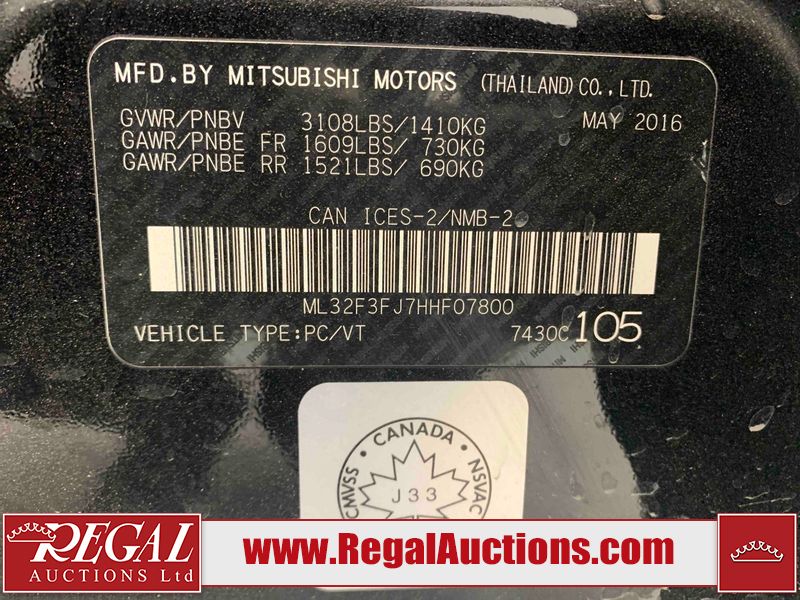 MFD.BY MITSUBISHI MOTORS (THAILAND)CO.,LTD.
GVWR/PNBV 3108LBS/1410KG MAY 2016
GAWR/PNBE FR 1609LBS/ 730KG
GAWR/PNBE RR 1521LBS/ 690KG
CAN ICES-2/NMB-2
ML32F3FJ7HHF07800
VEHICLE TYPE:PC/VT 7430C 105
CANADA
CMVSS
NSVAC
J33
REGAL
AUCTIONS Ltd
www.RegalAuctions.com